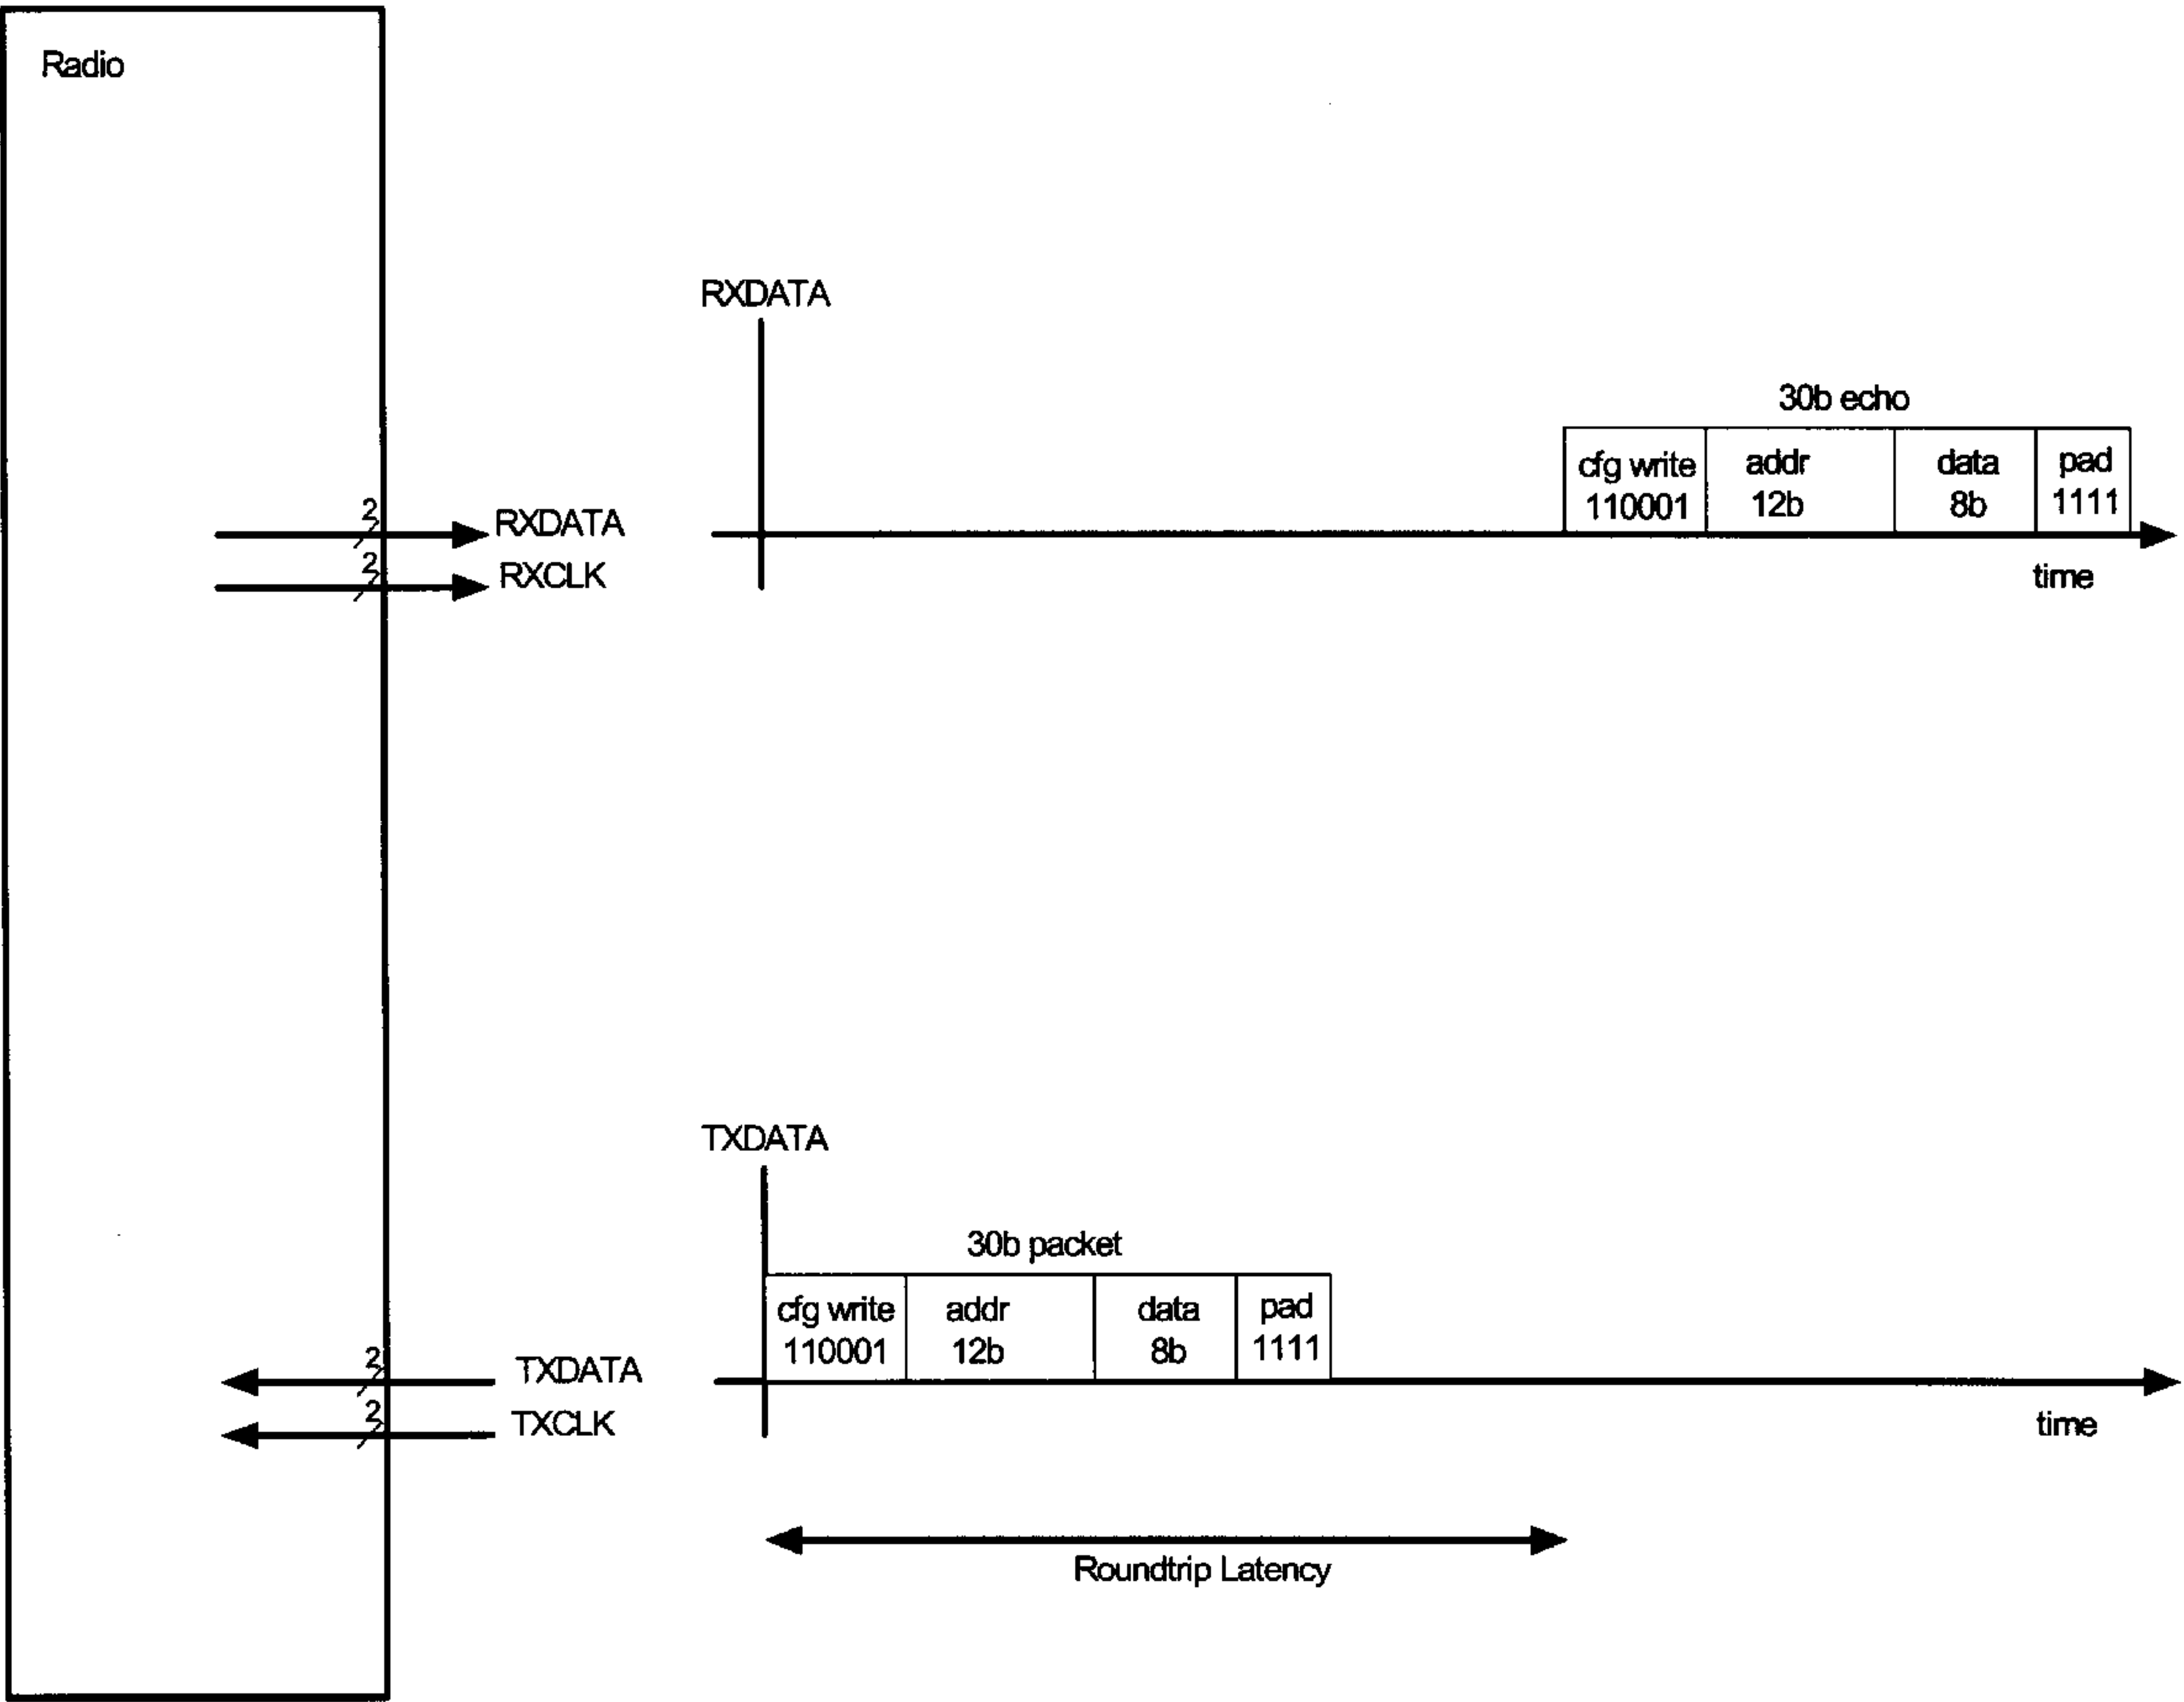 Radio
RXDATA
30b echo
cfg write addr data pad
110001 12b 8b 1111
2 RXDATA
2 RXCLK
time
TXDATA
30b packet
cfg write addr data pad
110001 12b 8b 1111
2 TXDATA
2 TXCLK
time
Roundtrip Latency